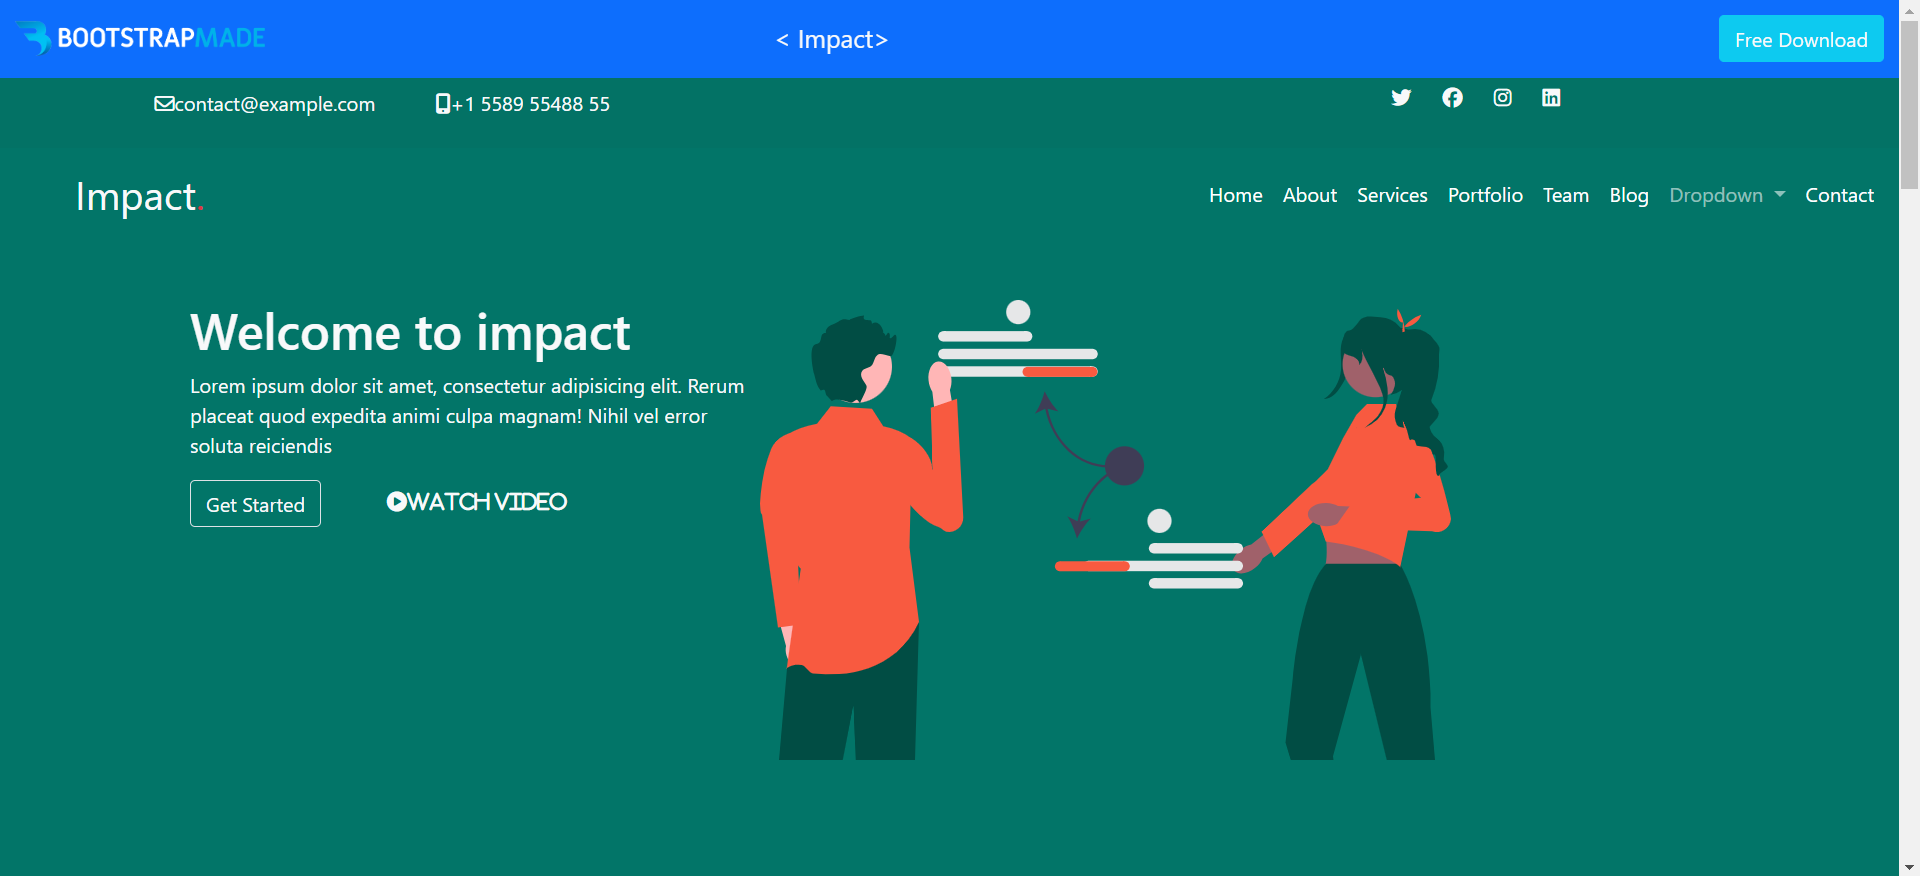 BOOTSTRAPMADE
< Impact>
Free Download
contact@example.com
+1 5589 55488 55
Impact.
Home About Services Portfolio Team Blog Dropdown Contact
Welcome to impact
Lorem ipsum dolor sit amet, consectetur adipisicing elit. Rerum
placeat quod expedita animi culpa magnam! Nihil vel error
soluta reiciendis
Get Started
WATCH VIDEO